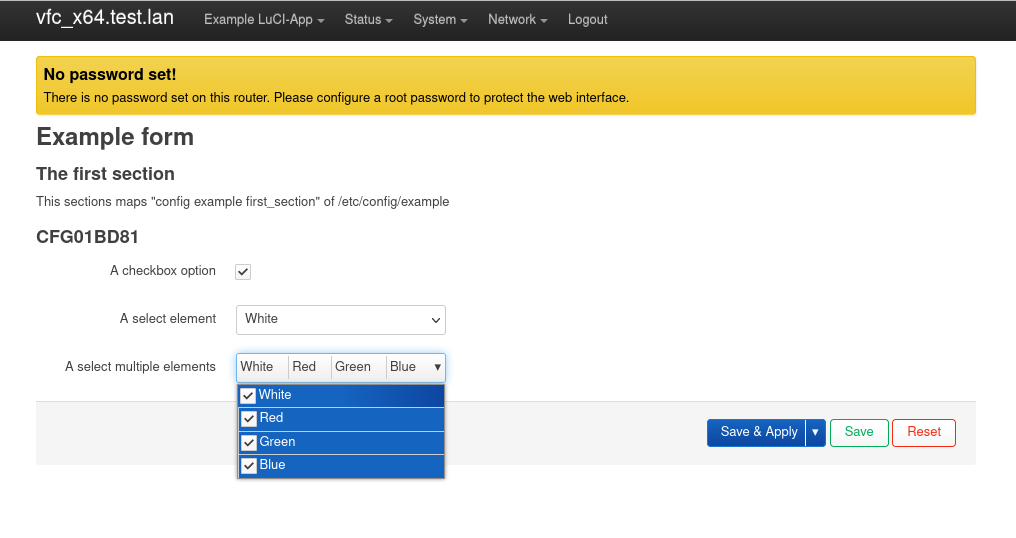 vfc_x64.test.lan Example LuCI-App Status System Network Logout
No password set!
There is no password set on this router. Please configure a root password to protect the web interface.
Example form
The first section
This sections maps "config example first_section" of /etc/config/example
CFG01BD81
A checkbox option
A select element White
A select multiple elements White Red Green Blue
White
Red
Green
Blue
Save & Apply Save Reset